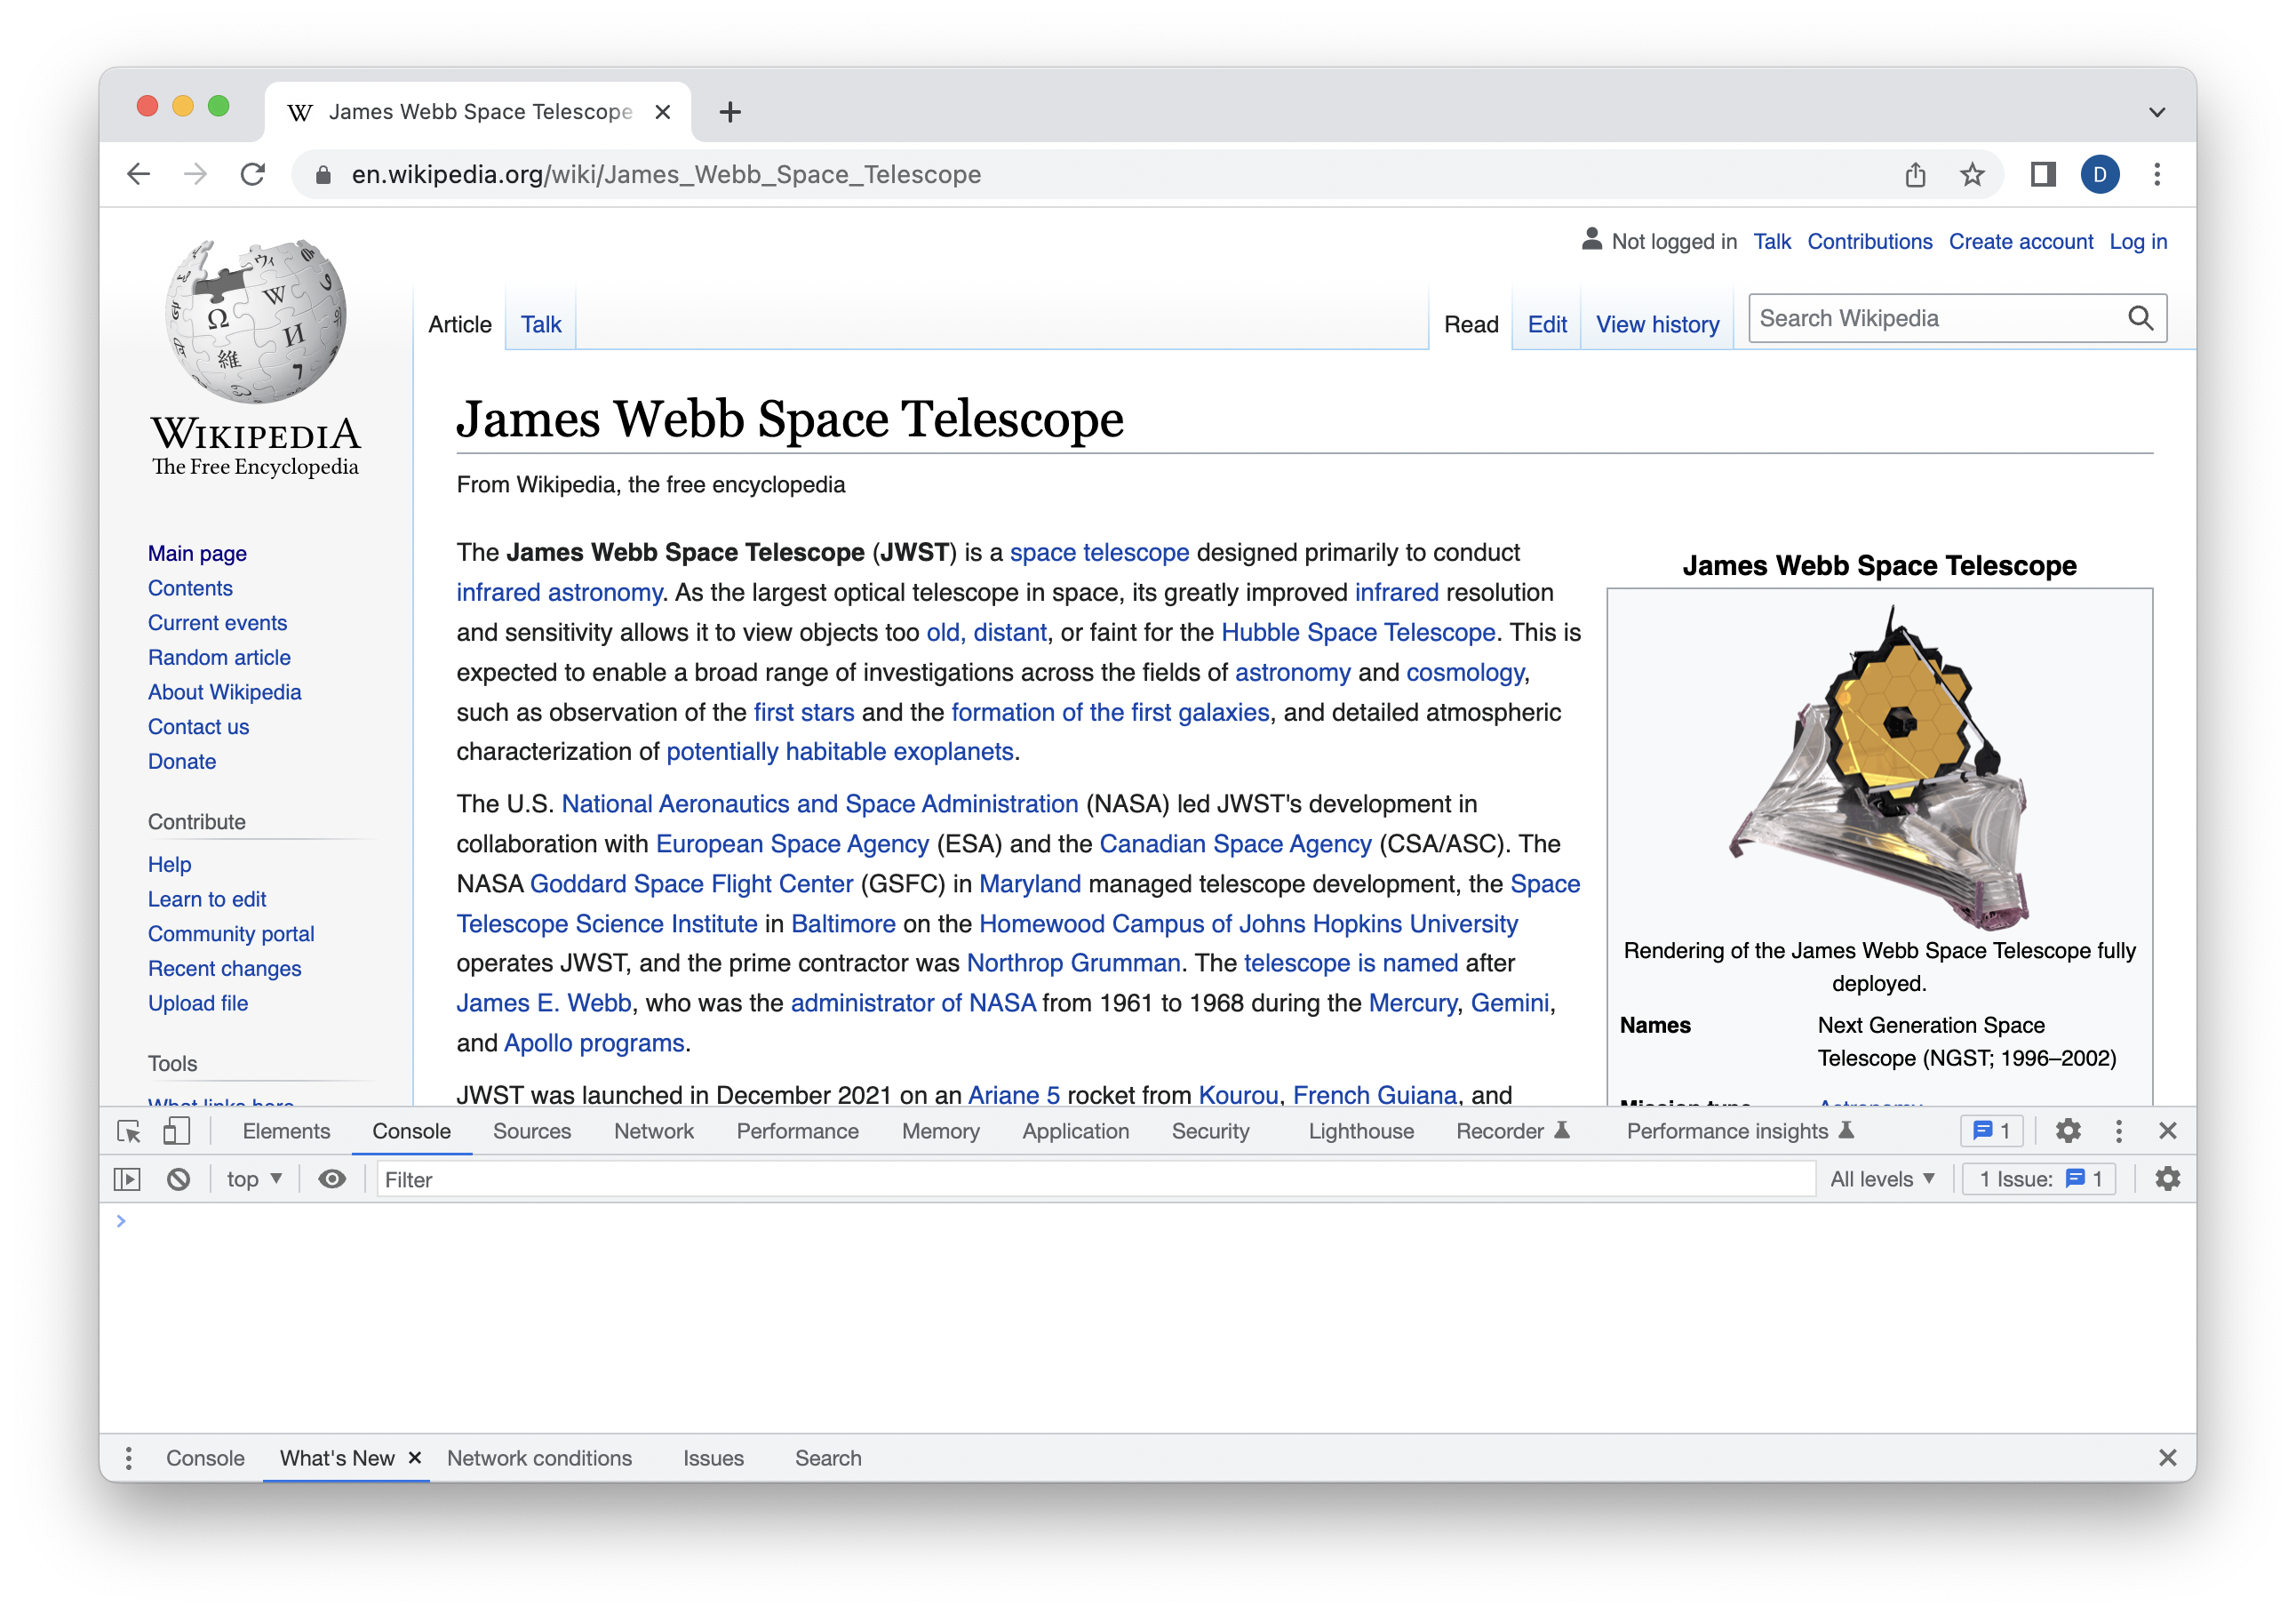 James Webb Space Telescope
en.wikipedia.org/wiki/James_Webb_Space_Telescope
D
Not logged in Talk Contributions Create account Log in
Article Talk Read Edit View history Search Wikipedia
WIKIPEDIA
The Free Encyclopedia
Main page
Contents
Current events
Random article
About Wikipedia
Contact us
Donate
Contribute
Help
Learn to edit
Community portal
Recent changes
Upload file
Tools
What links here
James Webb Space Telescope
From Wikipedia, the free encyclopedia
The James Webb Space Telescope (JWST) is a space telescope designed primarily to conduct
infrared astronomy. As the largest optical telescope in space, its greatly improved infrared resolution
and sensitivity allows it to view objects too old, distant, or faint for the Hubble Space Telescope. This is
expected to enable a broad range of investigations across the fields of astronomy and cosmology,
such as observation of the first stars and the formation of the first galaxies, and detailed atmospheric
characterization of potentially habitable exoplanets.
The U.S. National Aeronautics and Space Administration (NASA) led JWST's development in
collaboration with European Space Agency (ESA) and the Canadian Space Agency (CSA/ASC). The
NASA Goddard Space Flight Center (GSFC) in Maryland managed telescope development, the Space
Telescope Science Institute in Baltimore on the Homewood Campus of Johns Hopkins University
operates JWST, and the prime contractor was Northrop Grumman. The telescope is named after
James E. Webb, who was the administrator of NASA from 1961 to 1968 during the Mercury, Gemini,
and Apollo programs.
JWST was launched in December 2021 on an Ariane 5 rocket from Kourou, French Guiana, and
James Webb Space Telescope
Rendering of the James Webb Space Telescope fully
deployed.
Names Next Generation Space
Telescope (NGST; 1996–2002)
Mission type Astronomy
Elements Console Sources Network Performance Memory Application Security Lighthouse Recorder Performance insights 1
top Filter All levels 1 Issue: 1
Console What's New Network conditions Issues Search